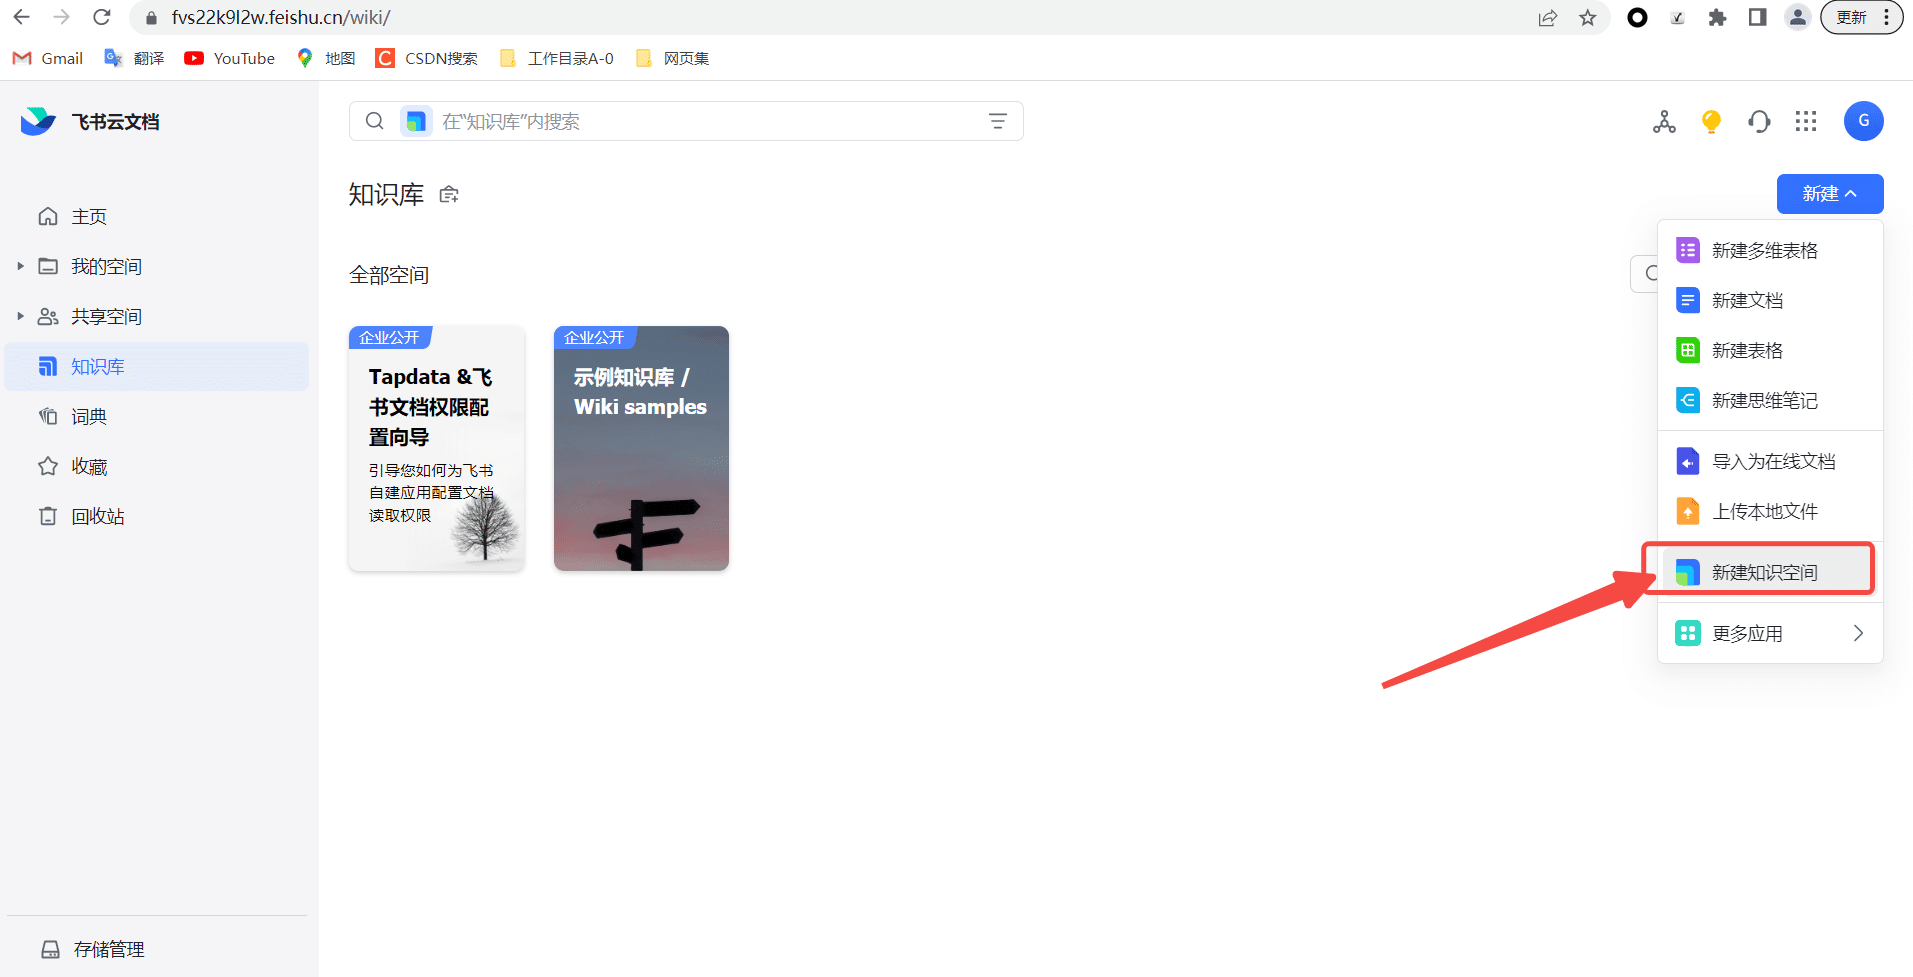 fvs22k9l2w.feishu.cn/wiki/
更新
Gmail
翻译
YouTube
地图
CSDN搜索
工作目录A-0
网页集
飞书云文档
在“知识库”内搜索
G
主页
我的空间
共享空间
知识库
词典
收藏
回收站
存储管理
知识库
新建
全部空间
企业公开
Tapdata &飞
书文档权限配
置向导
引导您如何为飞书
自建应用配置文档
读取权限
企业公开
示例知识库 /
Wiki samples
新建多维表格
新建文档
新建表格
新建思维笔记
导入为在线文档
上传本地文件
新建知识空间
更多应用